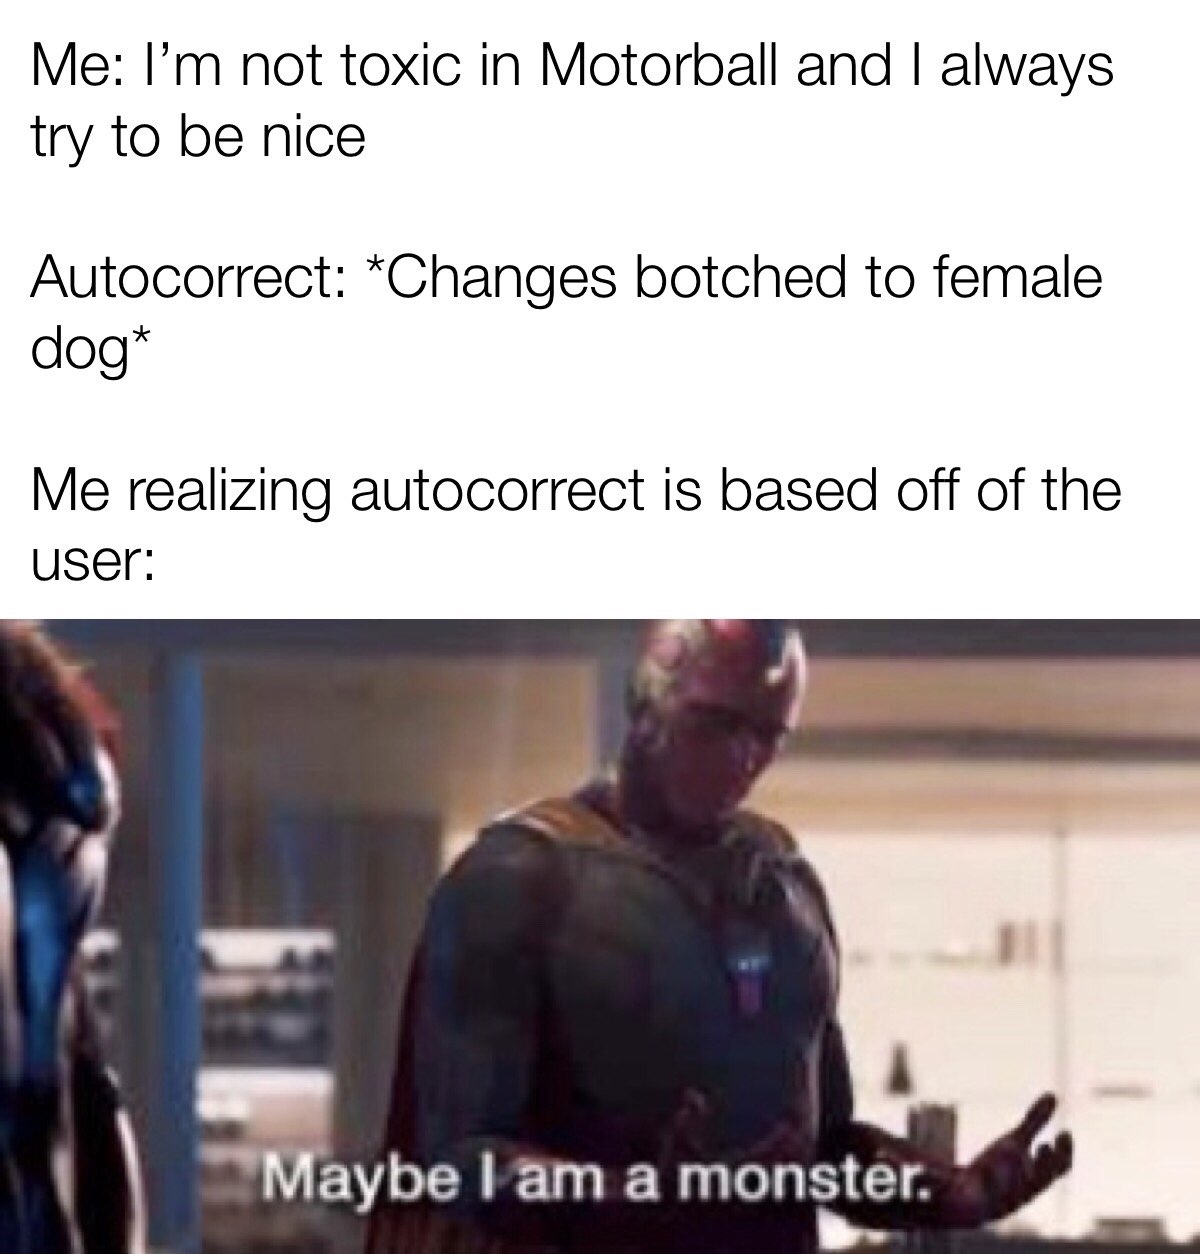 Me: I’m not toxic in Motorball and I always
try to be nice
Autocorrect: *Changes botched to female
dog*
Me realizing autocorrect is based off of the
user:
Maybe I am a monster.